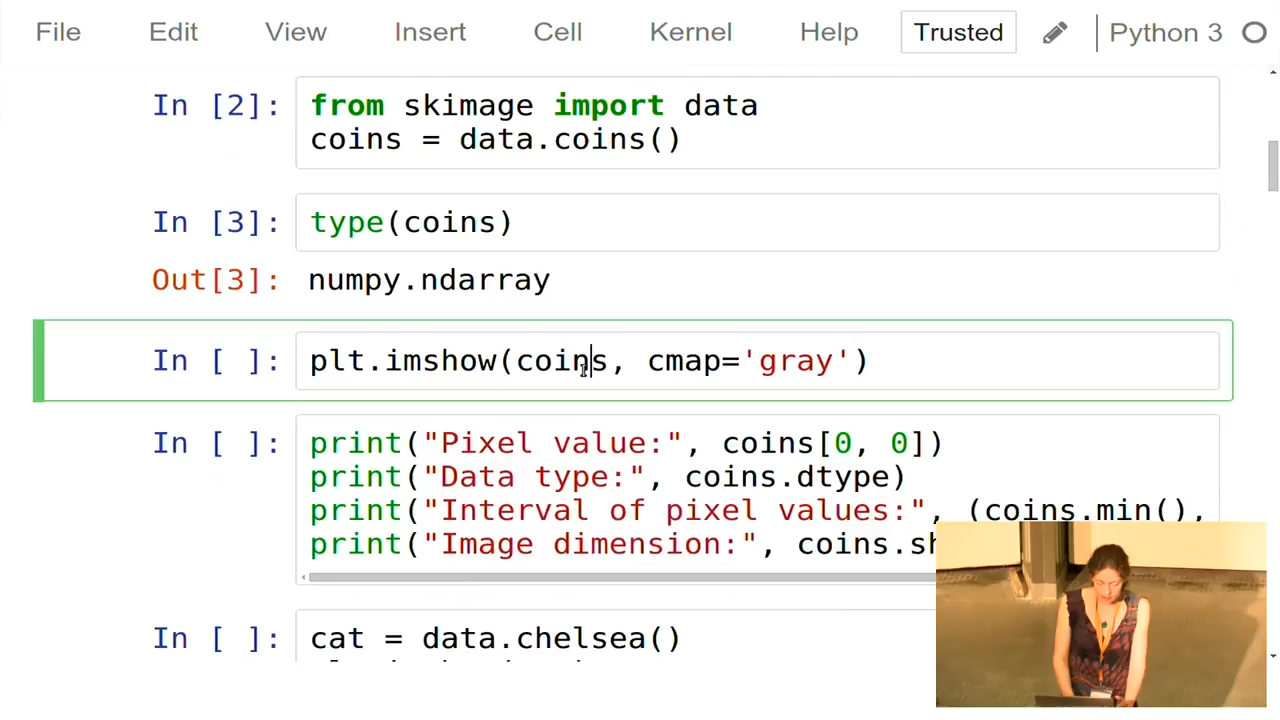 File Edit View Insert Cell Kernel Help Trusted Python 3
In [2]: from skimage import data
coins = data.coins()
In [3]: type(coins)
Out[3]: numpy.ndarray
In [ ]: plt.imshow(coins, cmap='gray')
In [ ]: print("Pixel value:", coins[0, 0])
print("Data type:", coins.dtype)
print("Interval of pixel values:", (coins.min(),
print("Image dimension:", coins.sh
In [ ]: cat = data.chelsea()